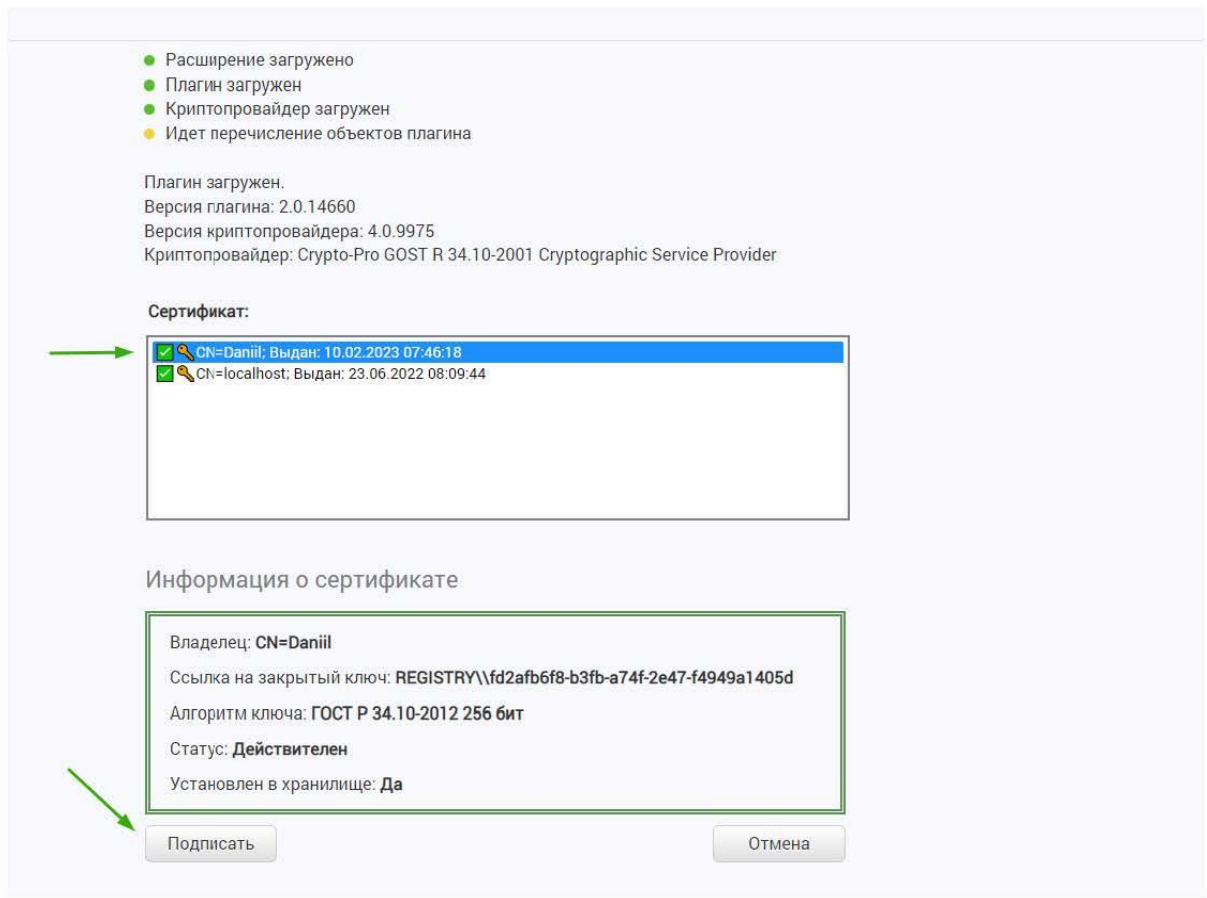 Расширение загружено
Плагин загружен
Криптопровайдер загружен
Идет перечисление объектов плагина
Плагин загружен.
Версия плагина: 2.0.14660
Версия криптопровайдера: 4.0.9975
Криптопровайдер: Crypto-Pro GOST R 34.10-2001 Cryptographic Service Provider
Сертификат:
CN=Daniil; Выдан: 10.02.2023 07:46:18
CN=localhost; Выдан: 23.06.2022 08:09:44
Информация о сертификате
Владелец: CN=Daniil
Ссылка на закрытый ключ: REGISTRY\\fd2afb6f8-b3fb-a74f-2e47-f4949a1405d
Алгоритм ключа: ГОСТ Р 34.10-2012 256 бит
Статус: Действителен
Установлен в хранилище: Да
Подписать Отмена